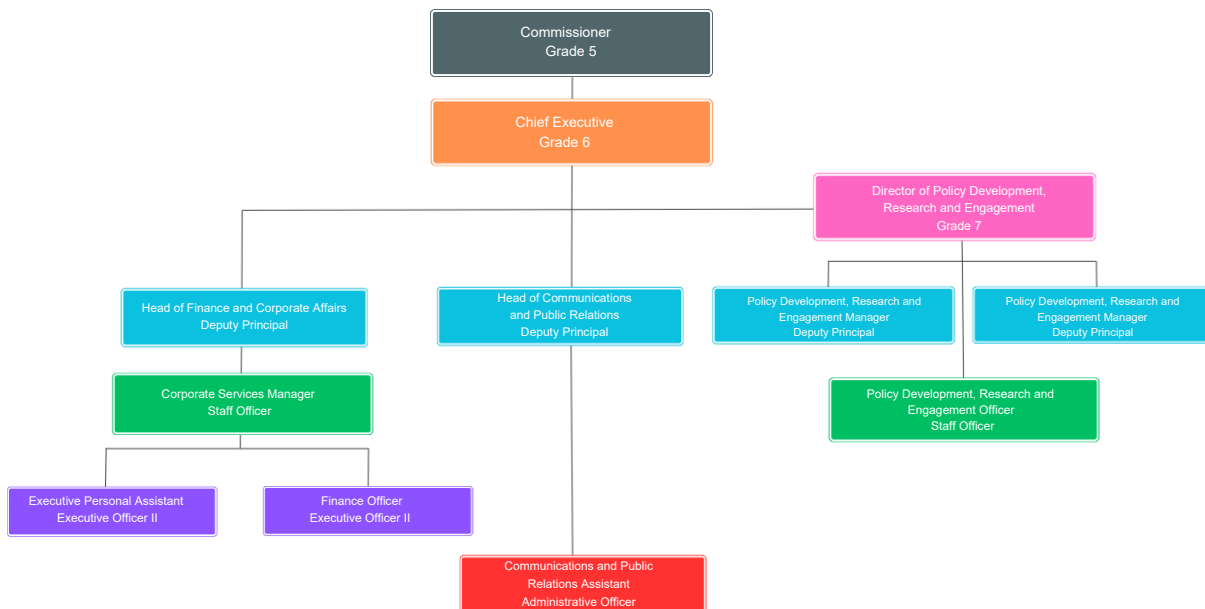 Commissioner
Grade 5
Chief Executive
Grade 6
Director of Policy Development,
Research and Engagement
Grade 7
Head of Finance and Corporate Affairs
Deputy Principal
Head of Communications
and Public Relations
Deputy Principal
Policy Development, Research and
Engagement Manager
Deputy Principal
Policy Development, Research and
Engagement Manager
Deputy Principal
Corporate Services Manager
Staff Officer
Policy Development, Research and
Engagement Officer
Staff Officer
Executive Personal Assistant
Executive Officer II
Finance Officer
Executive Officer II
Communications and Public
Relations Assistant
Administrative Officer